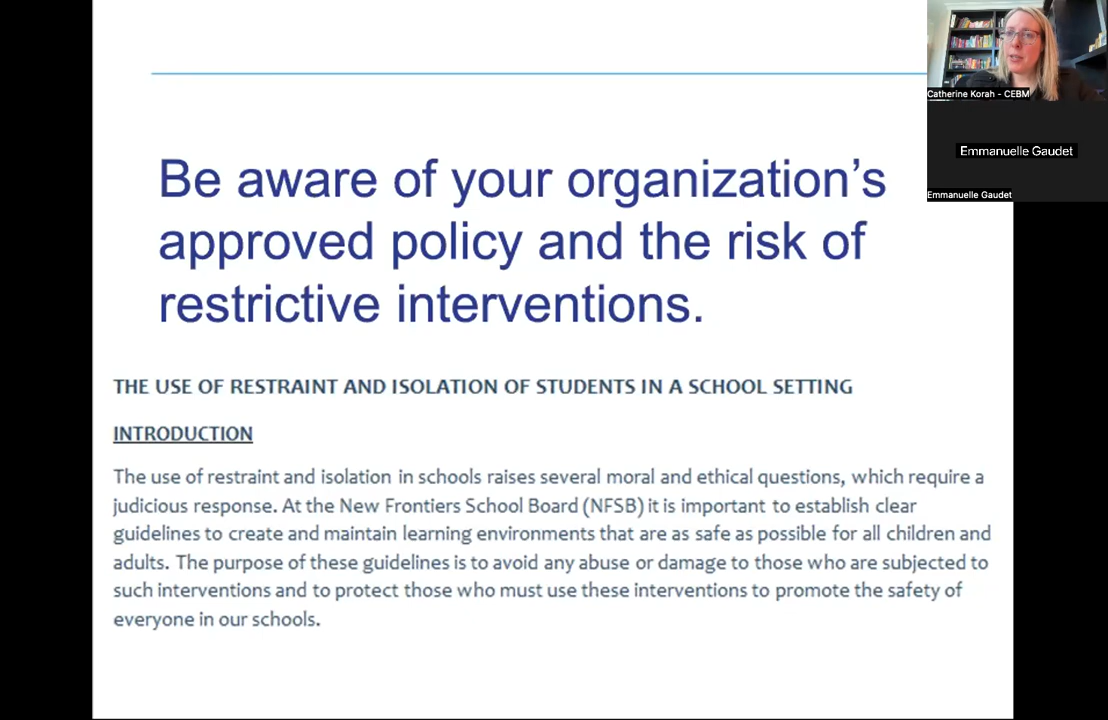 Be aware of your organization's
approved policy and the risk of
restrictive interventions.
THE USE OF RESTRAINT AND ISOLATION OF STUDENTS IN A SCHOOL SETTING
INTRODUCTION
The use of restraint and isolation in schools raises several moral and ethical questions, which require a
judicious response. At the New Frontiers School Board (NFSB) it is important to establish clear
guidelines to create and maintain learning environments that are as safe as possible for all children and
adults. The purpose of these guidelines is to avoid any abuse or damage to those who are subjected to
such interventions and to protect those who must use these interventions to promote the safety of
everyone in our schools.
Catherine Korah - CEBM
Emmanuelle Gaudet
Emmanuelle Gaudet